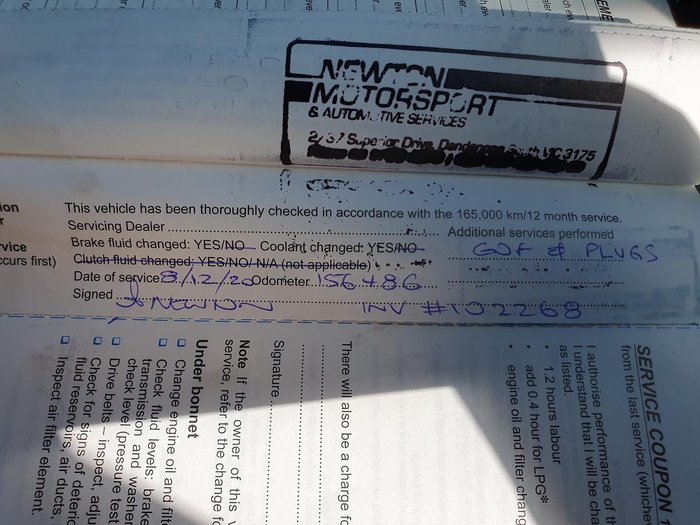 NEWTON
MOTORSPORT
& AUTOMOTIVE SERVICES
2/37 Superior Drive, Dandenong South VIC 3175
This vehicle has been thoroughly checked in accordance with the 165,000 km/12 month service.
Servicing Dealer
Additional services performed
Brake fluid changed: YES/NO Coolant changed: YES/NO
GOF & PLUGS
Clutch fluid changed: YES/NO/ N/A (not applicable)
Date of service 8/12/20 Odometer 156486
Signed NEWTON INV #102268
SERVICE COUPON
from the last service (whiche
I authorise performance of th
I understand that I will be cha
as listed.
• 1.2 hours labour
• add 0.4 hour for LPG*
• engine oil and filter chang
There will also be a charge fo
Signature
Note If the owner of this v
service, refer to the change fo
Under bonnet
Change engine oil and filte
Check fluid levels: brake
transmission and washer
check level (pressure test
Drive belts - inspect, adju
Check for signs of deterio
fluid reservoirs, air ducts,
Inspect air filter element.